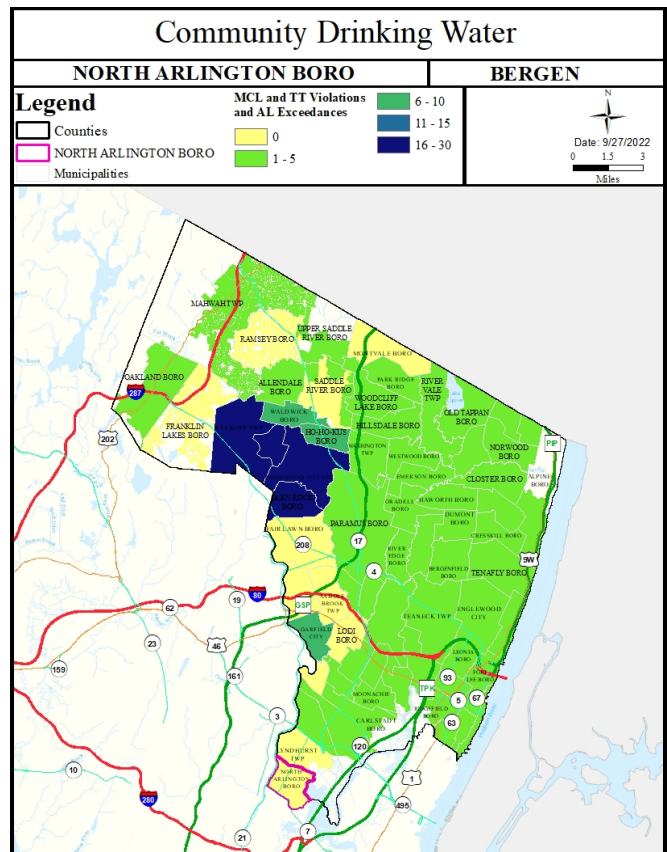 Community Drinking Water
NORTH ARLINGTON BORO
BERGEN
Legend
Counties
NORTH ARLINGTON BORO
Municipalities
MCL and TT Violations
and AL Exceedances
0
1 - 5
6 - 10
11 - 15
16 - 30
N
Date: 9/27/2022
0 1.5 3
Miles
MAHWAH TWP
RAMSEY BORO
UPPER SADDLE
RIVER BORO
MONTVALE BORO
OAKLAND BORO
ALLENDALE
BORO
SADDLE
RIVER BORO
PARK RIDGE
BORO
RIVER
VALE
TWP
WOODCLIFF
LAKE BORO
OLD TAPPAN
BORO
287
FRANKLIN
LAKES BORO
WALDWICK
BORO
HO-HO-KUS
BORO
HILLSDALE BORO
WASHINGTON
TWP
WESTWOOD BORO
NORWOOD
BORO
PIP
202
EMERSON BORO
CLOSTER BORO
ALPINE
BORO
GLEN ROCK
BORO
ORADELL
BORO
HAWORTH BORO
DUMONT
BORO
FAIR LAWN BORO
PARAMUS BORO
CRESSKILL BORO
208
17
4
RIVER
EDGE
BORO
BERGENFIELD
BORO
TENAFLY BORO
9W
80
19
62
GSP
BROOK
TWP
ENGLEWOOD
CITY
TEANECK TWP
GARFIELD
CITY
LODI
BORO
46
23
159
161
LEONIA
BORO
FORT
LEE BORO
93
TPK
5
67
63
MOONACHIE
BORO
RIDGEFIELD
BORO
CARLSTADT
BORO
3
120
LYNDHURST
TWP
NORTH
ARLINGTON
BORO
10
280
1
495
21
7